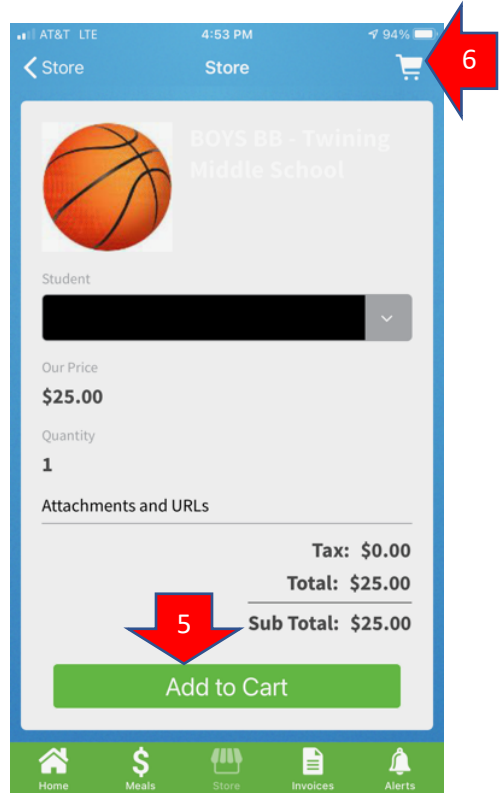 AT&T LTE 4:53 PM 94%
Store Store
6
BOYS BB - Twining
Middle School
Student
Our Price
$25.00
Quantity
1
Attachments and URLs
Tax: $0.00
Total: $25.00
5
Sub Total: $25.00
Add to Cart
Home Meals Store Invoices Alerts